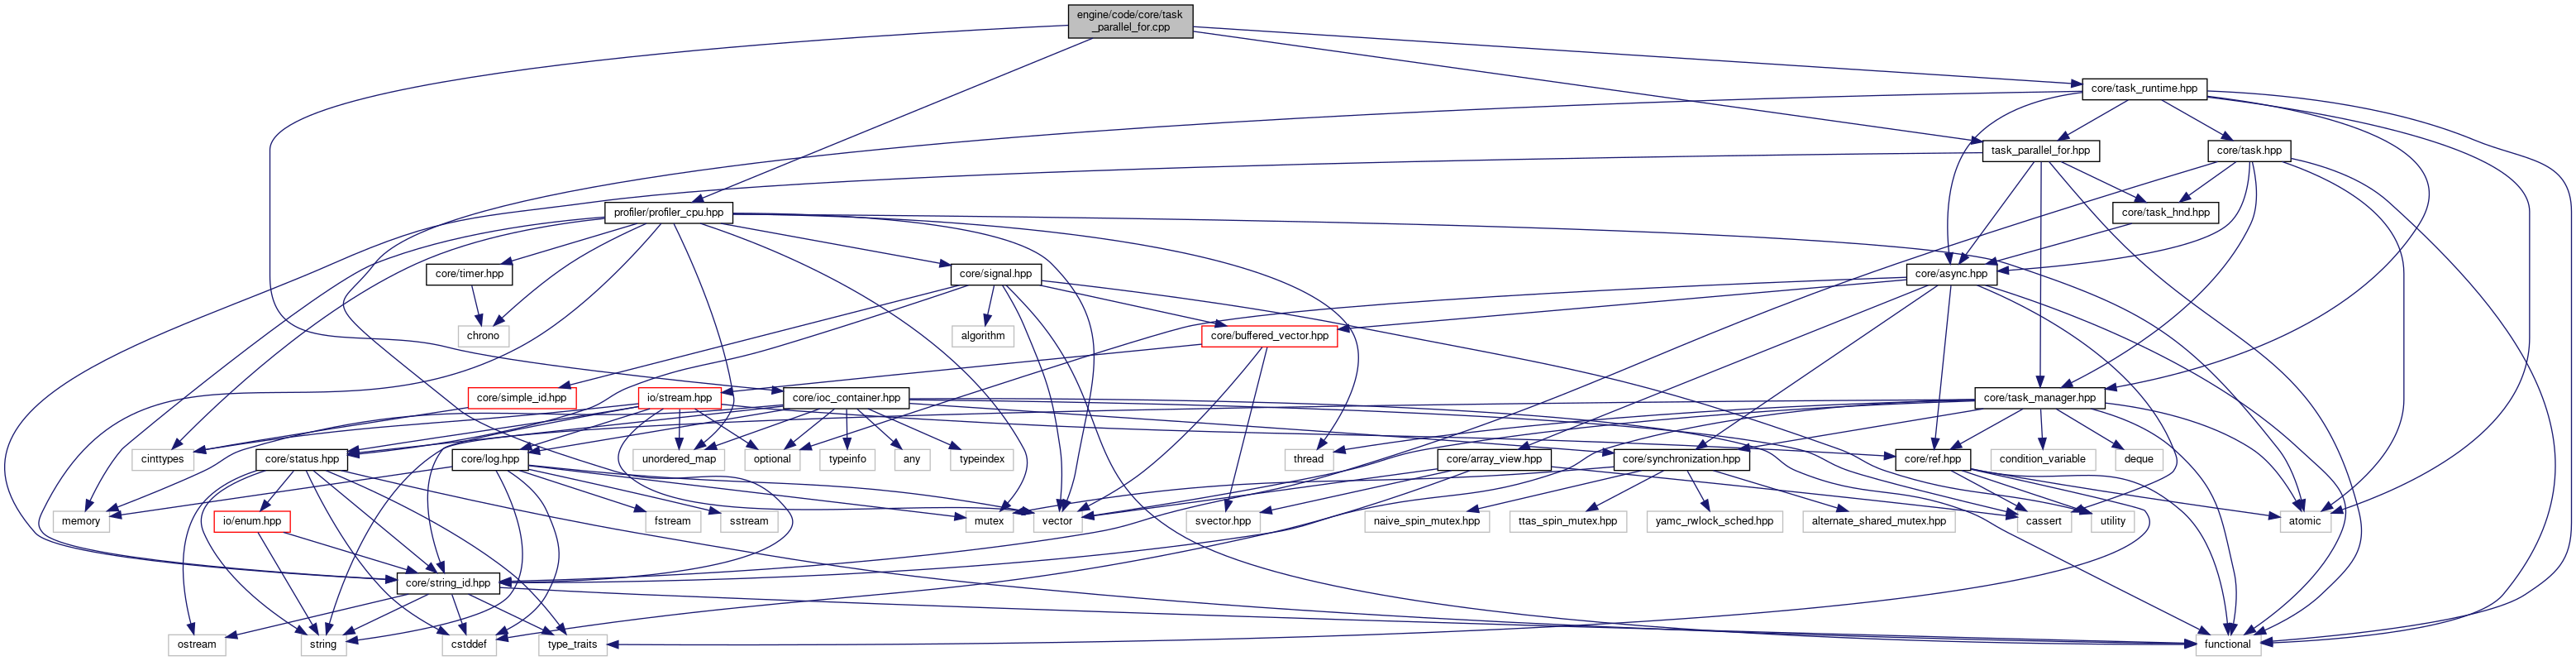 engine/code/core/task
_parallel_for.cpp
core/task_runtime.hpp
task_parallel_for.hpp
core/task.hpp
profiler/profiler_cpu.hpp
core/task_hnd.hpp
core/timer.hpp
core/signal.hpp
core/async.hpp
chrono
algorithm
core/buffered_vector.hpp
core/simple_id.hpp
io/stream.hpp
core/ioc_container.hpp
core/task_manager.hpp
cinttypes
core/status.hpp
core/log.hpp
unordered_map
optional
typeinfo
any
typeindex
thread
core/array_view.hpp
core/synchronization.hpp
core/ref.hpp
condition_variable
deque
memory
io/enum.hpp
fstream
sstream
mutex
vector
svector.hpp
naive_spin_mutex.hpp
ttas_spin_mutex.hpp
yamc_rwlock_sched.hpp
alternate_shared_mutex.hpp
cassert
utility
atomic
core/string_id.hpp
ostream
string
cstddef
type_traits
functional